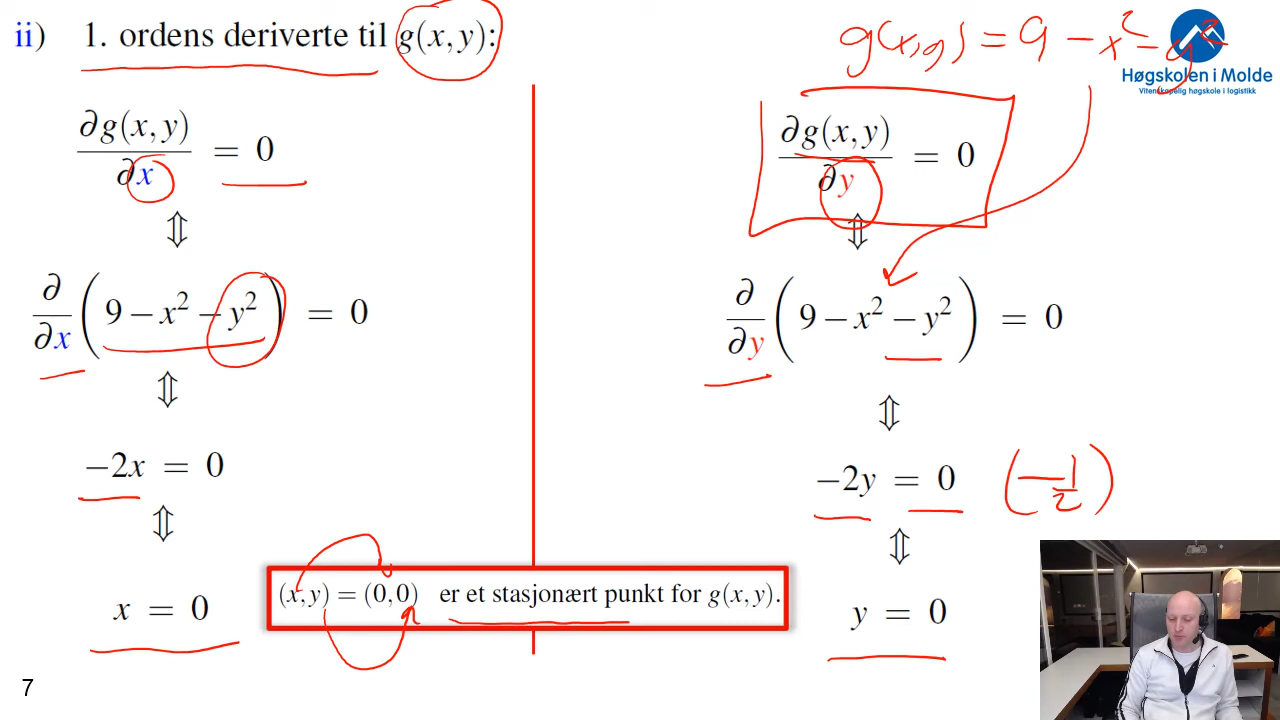 ii) 1. ordens deriverte til g(x, y):
g(x,y) = 9 − x² − y²
Høgskolen i Molde
Vitenskapelig høgskole i logistikk
∂g(x, y)/∂x = 0
⇕
∂/∂x (9 − x² − y²) = 0
⇕
−2x = 0
⇕
x = 0
∂g(x, y)/∂y = 0
⇕
∂/∂y (9 − x² − y²) = 0
⇕
−2y = 0 (−1/2)
⇕
y = 0
(x, y) = (0, 0) er et stasjonært punkt for g(x, y).
7